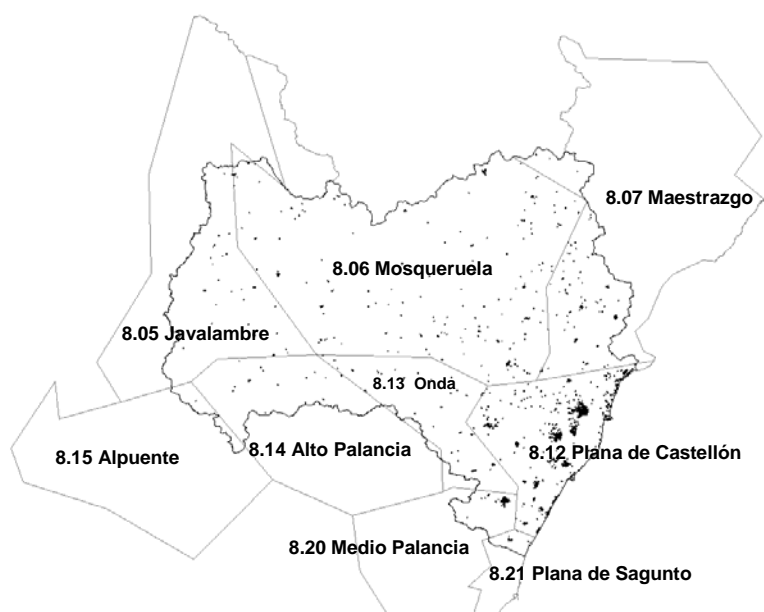 8.07 Maestrazgo
8.06 Mosqueruela
8.05 Javalambre
8.13 Onda
8.14 Alto Palancia
8.12 Plana de Castellón
8.15 Alpuente
8.20 Medio Palancia
8.21 Plana de Sagunto